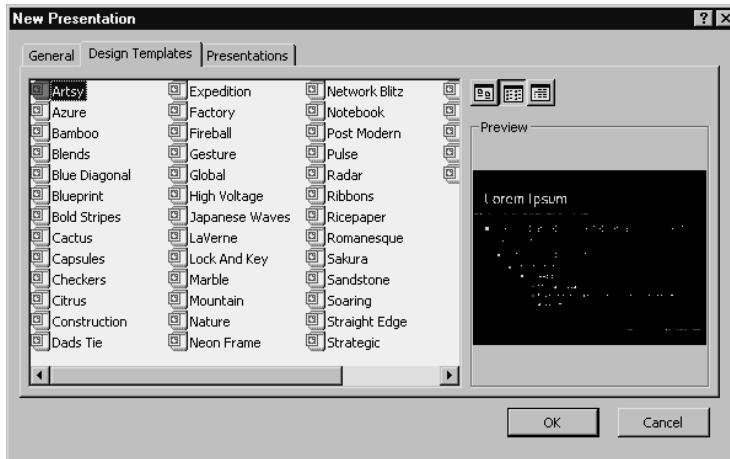 New Presentation
General Design Templates Presentations
Artsy Expedition Network Blitz
Azure Factory Notebook
Bamboo Fireball Post Modern
Blends Gesture Pulse
Blue Diagonal Global Radar
Blueprint High Voltage Ribbons
Bold Stripes Japanese Waves Ricepaper
Cactus LaVerne Romanesque
Capsules Lock And Key Sakura
Checkers Marble Sandstone
Citrus Mountain Soaring
Construction Nature Straight Edge
Dads Tie Neon Frame Strategic
Preview
Lorem Ipsum
OK Cancel